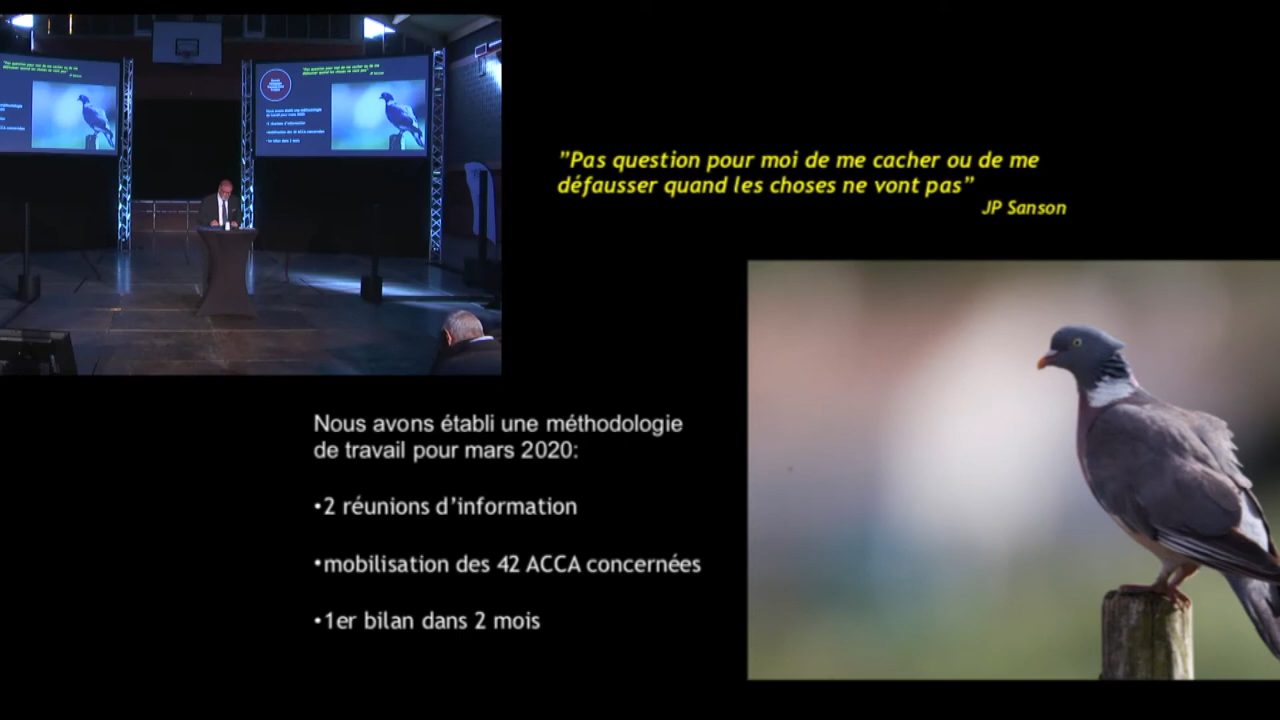 ”Pas question pour moi de me cacher ou de me
défausser quand les choses ne vont pas”
JP Sanson
Nous avons établi une méthodologie
de travail pour mars 2020:
•2 réunions d’information
•mobilisation des 42 ACCA concernées
•1er bilan dans 2 mois